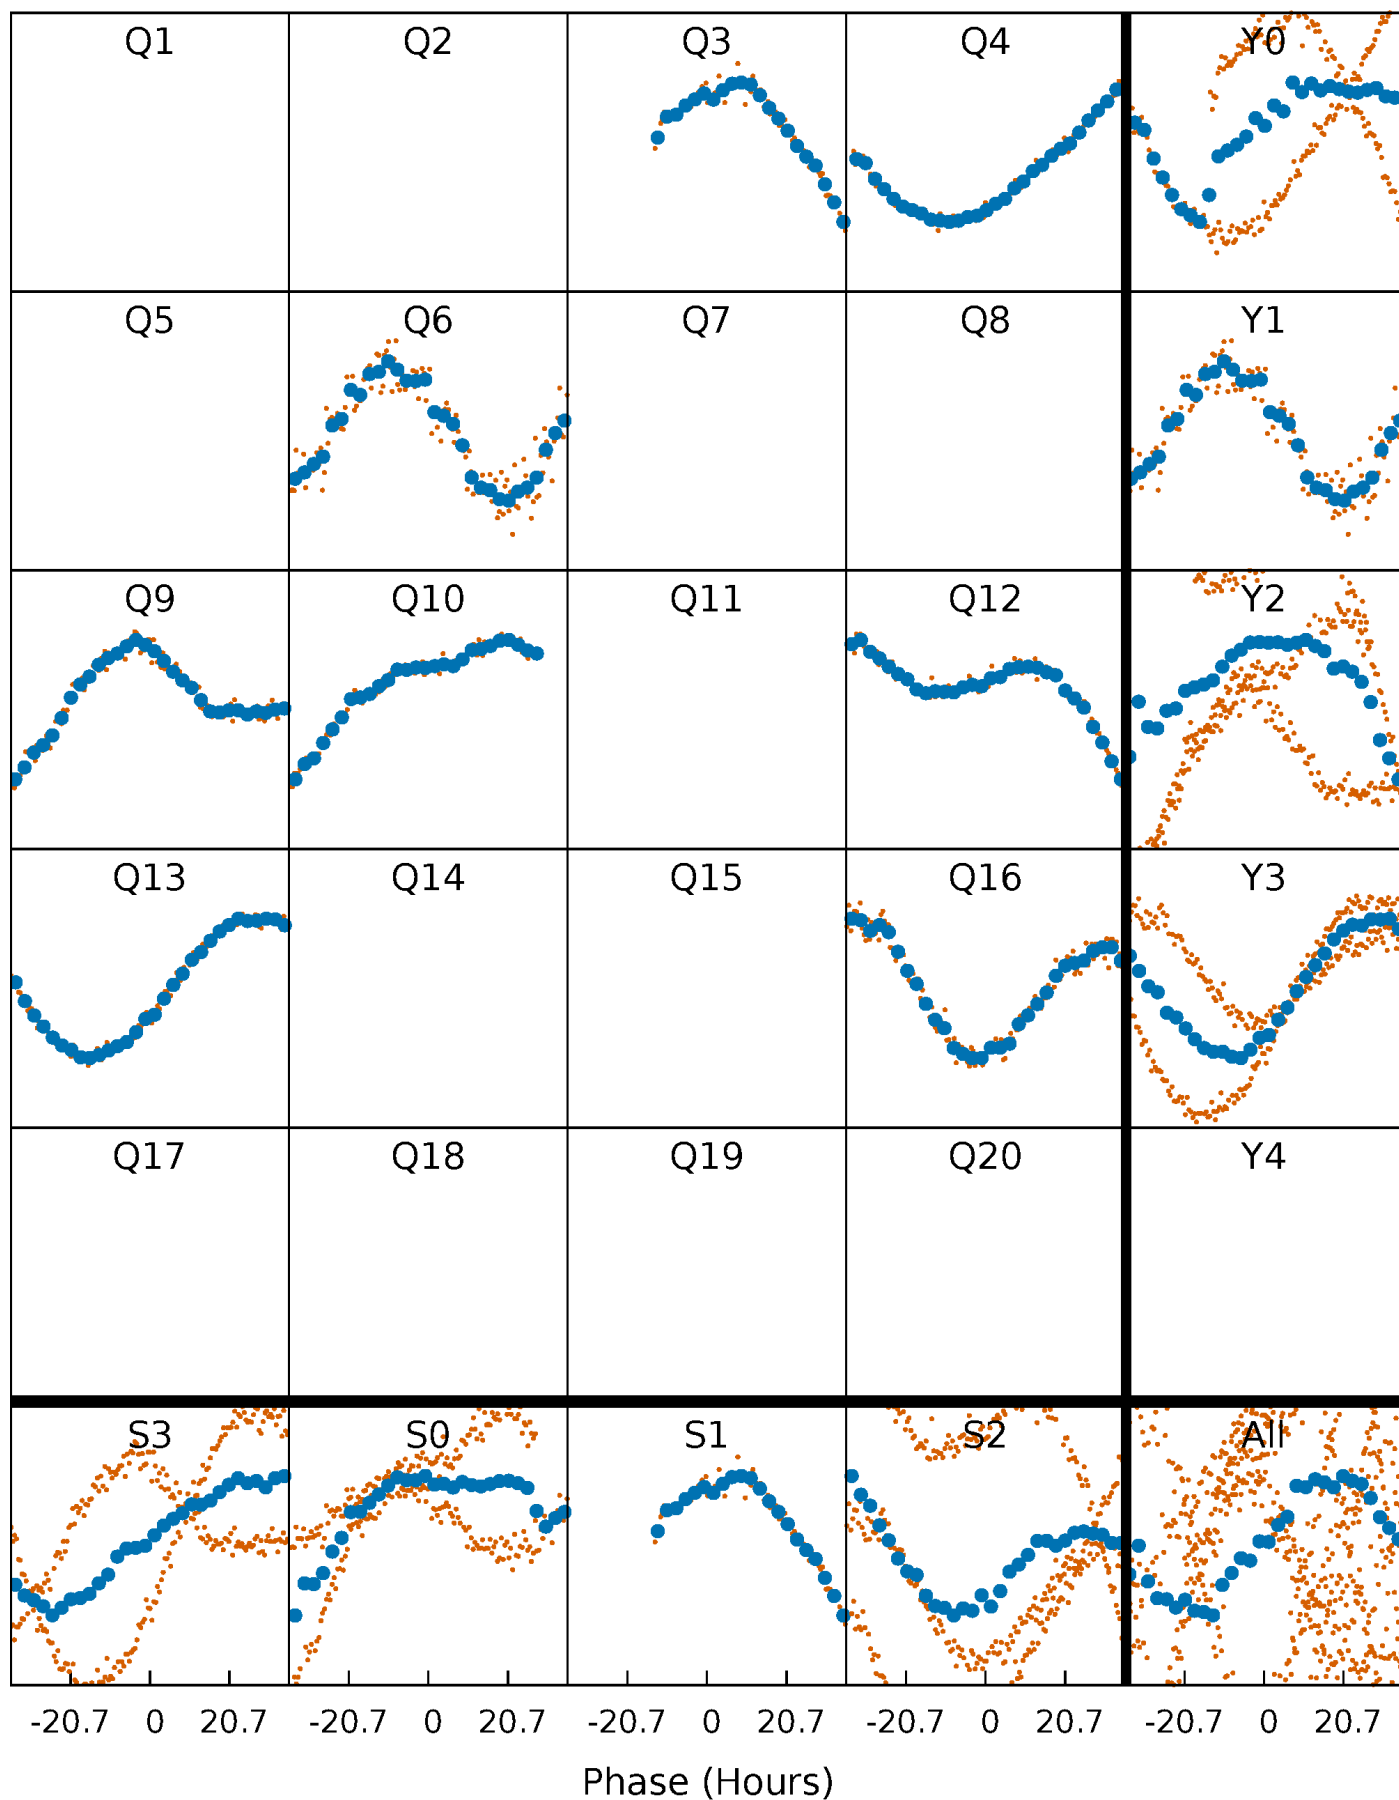 Q1 Q2 Q3 Q4 Y0
Q5 Q6 Q7 Q8 Y1
Q9 Q10 Q11 Q12 Y2
Q13 Q14 Q15 Q16 Y3
Q17 Q18 Q19 Q20 Y4
S3 S0 S1 S2 All
-20.7 0 20.7 -20.7 0 20.7 -20.7 0 20.7 -20.7 0 20.7 -20.7 0 20.7
Phase (Hours)